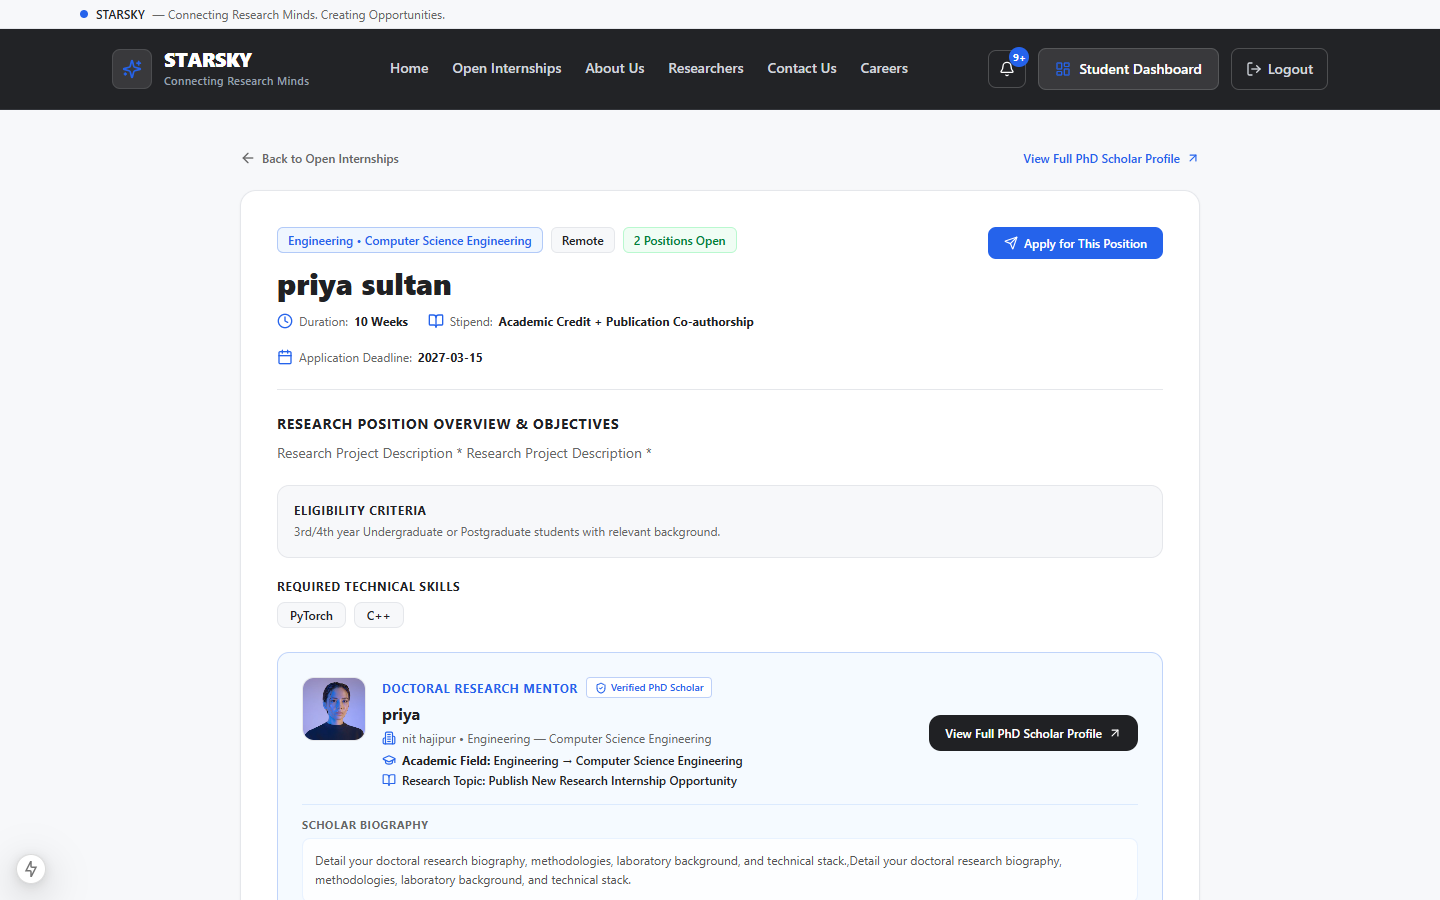 STARSKY — Connecting Research Minds. Creating Opportunities.
STARSKY
Connecting Research Minds
Home
Open Internships
About Us
Researchers
Contact Us
Careers
9+
Student Dashboard
Logout
Back to Open Internships
View Full PhD Scholar Profile
Engineering • Computer Science Engineering
Remote
2 Positions Open
Apply for This Position
priya sultan
Duration: 10 Weeks
Stipend: Academic Credit + Publication Co-authorship
Application Deadline: 2027-03-15
RESEARCH POSITION OVERVIEW & OBJECTIVES
Research Project Description * Research Project Description *
ELIGIBILITY CRITERIA
3rd/4th year Undergraduate or Postgraduate students with relevant background.
REQUIRED TECHNICAL SKILLS
PyTorch
C++
DOCTORAL RESEARCH MENTOR
Verified PhD Scholar
priya
nit hajipur • Engineering — Computer Science Engineering
Academic Field: Engineering → Computer Science Engineering
Research Topic: Publish New Research Internship Opportunity
View Full PhD Scholar Profile
SCHOLAR BIOGRAPHY
Detail your doctoral research biography, methodologies, laboratory background, and technical stack.,Detail your doctoral research biography,
methodologies, laboratory background, and technical stack.